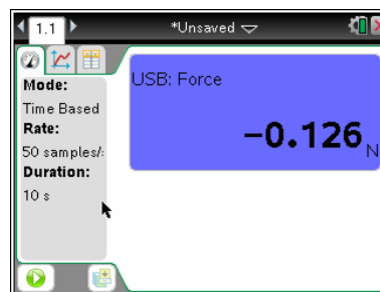 1.1 *Unsaved
Mode:
Time Based
Rate:
50 samples/:
Duration:
10 s
USB: Force
-0.126 N